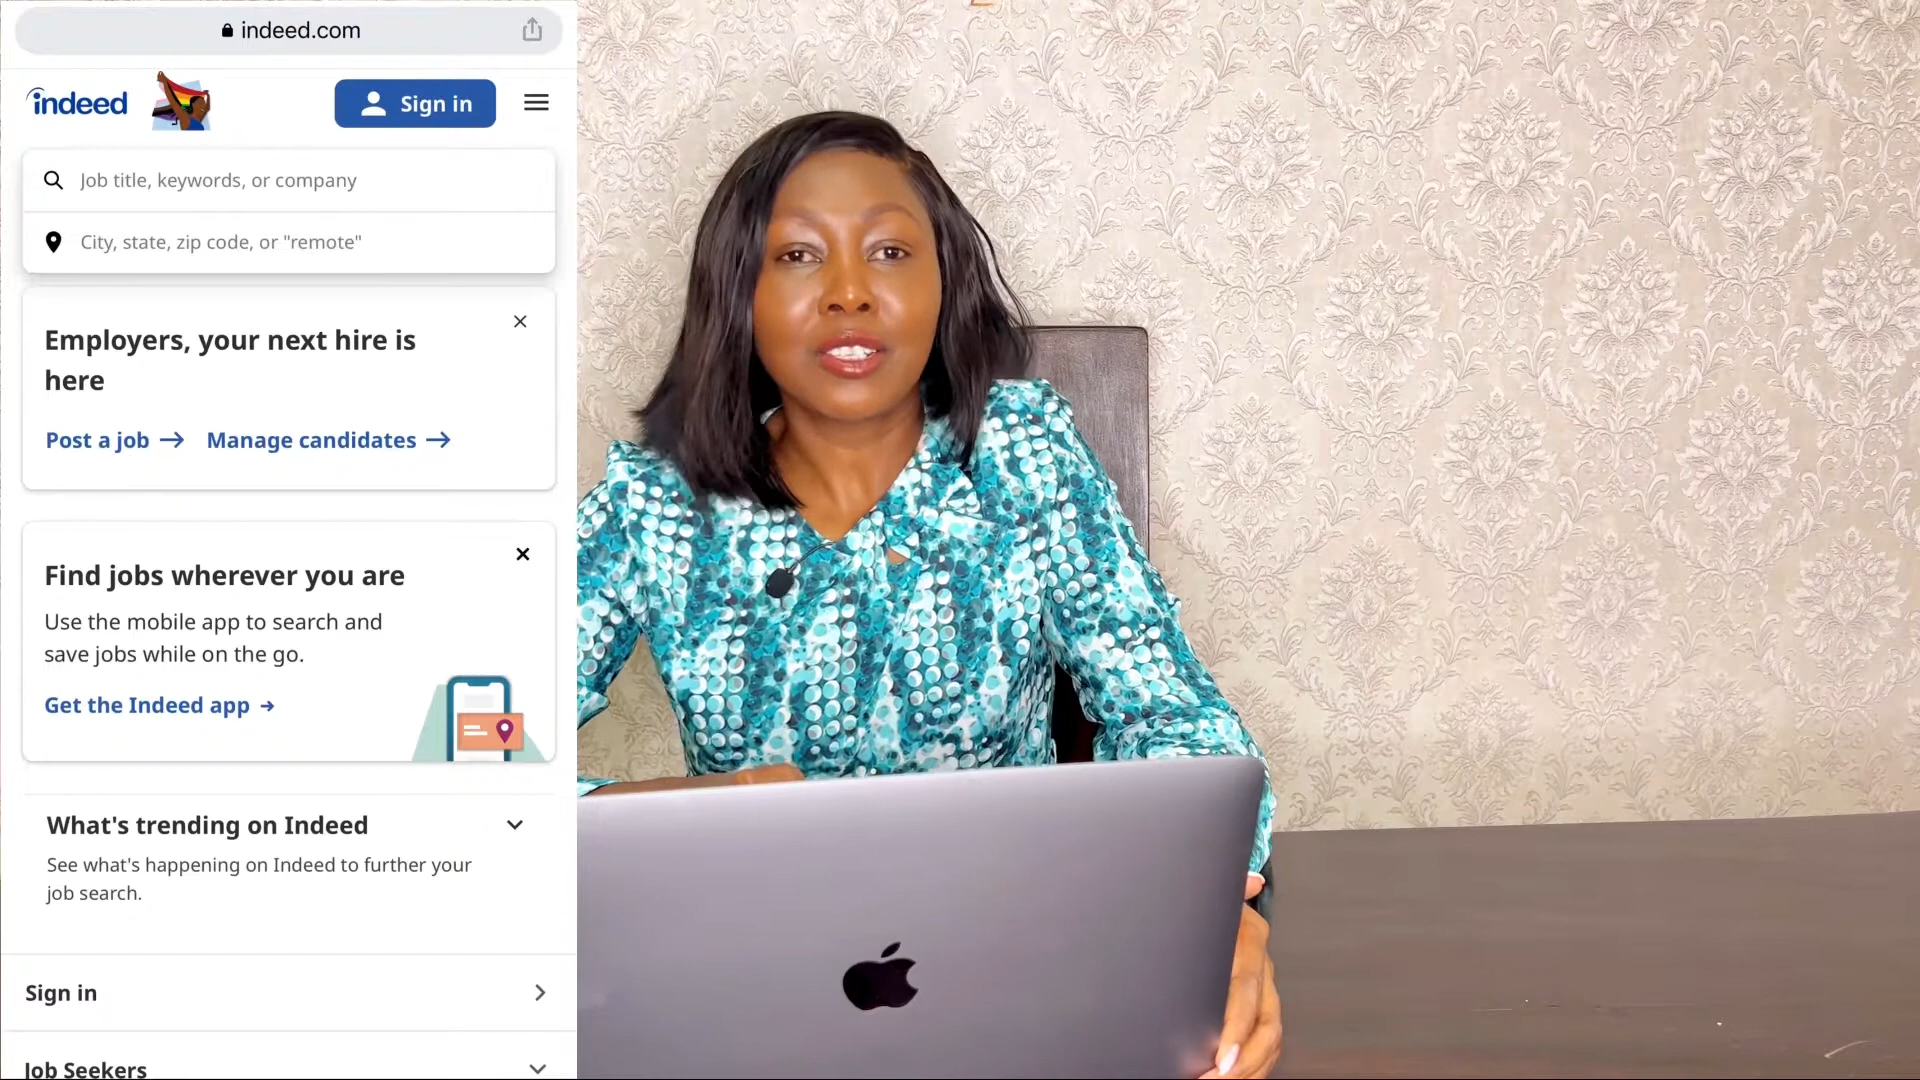 indeed.com
indeed
Sign in
Job title, keywords, or company
City, state, zip code, or "remote"
Employers, your next hire is
here
Post a job
Manage candidates
Find jobs wherever you are
Use the mobile app to search and
save jobs while on the go.
Get the Indeed app
What's trending on Indeed
See what's happening on Indeed to further your
job search.
Sign in
Job Seekers